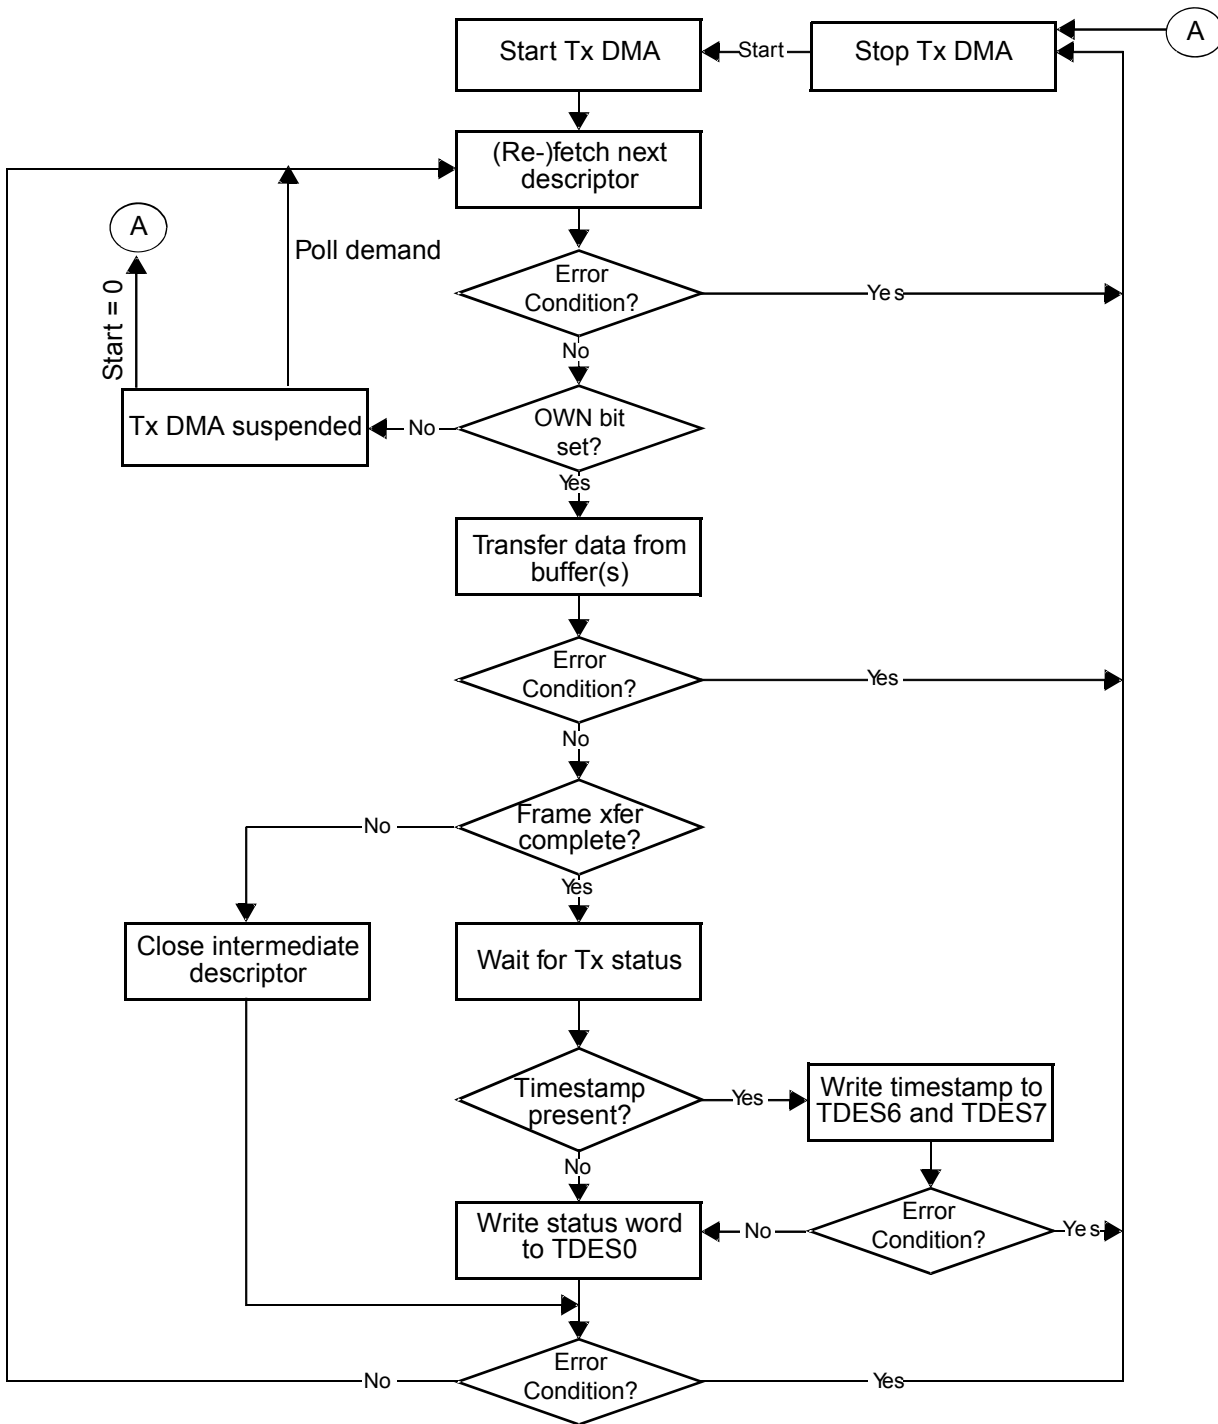 Start Tx DMA
Start
Stop Tx DMA
A
(Re-)fetch next
descriptor
A
Poll demand
Start = 0
Error
Condition?
Yes
No
Tx DMA suspended
No
OWN bit
set?
Yes
Transfer data from
buffer(s)
Error
Condition?
Yes
No
Frame xfer
complete?
No
Yes
Close intermediate
descriptor
Wait for Tx status
Timestamp
present?
Yes
Write timestamp to
TDES6 and TDES7
No
Write status word
to TDES0
No
Error
Condition?
Yes
No
Error
Condition?
Yes